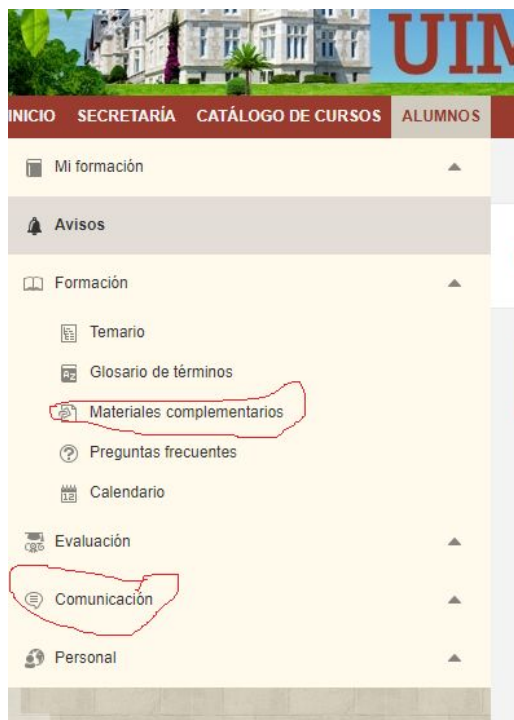 INICIO SECRETARÍA CATÁLOGO DE CURSOS ALUMNOS
Mi formación
Avisos
Formación
Temario
Glosario de términos
Materiales complementarios
Preguntas frecuentes
12
Calendario
Evaluación
Comunicación
Personal